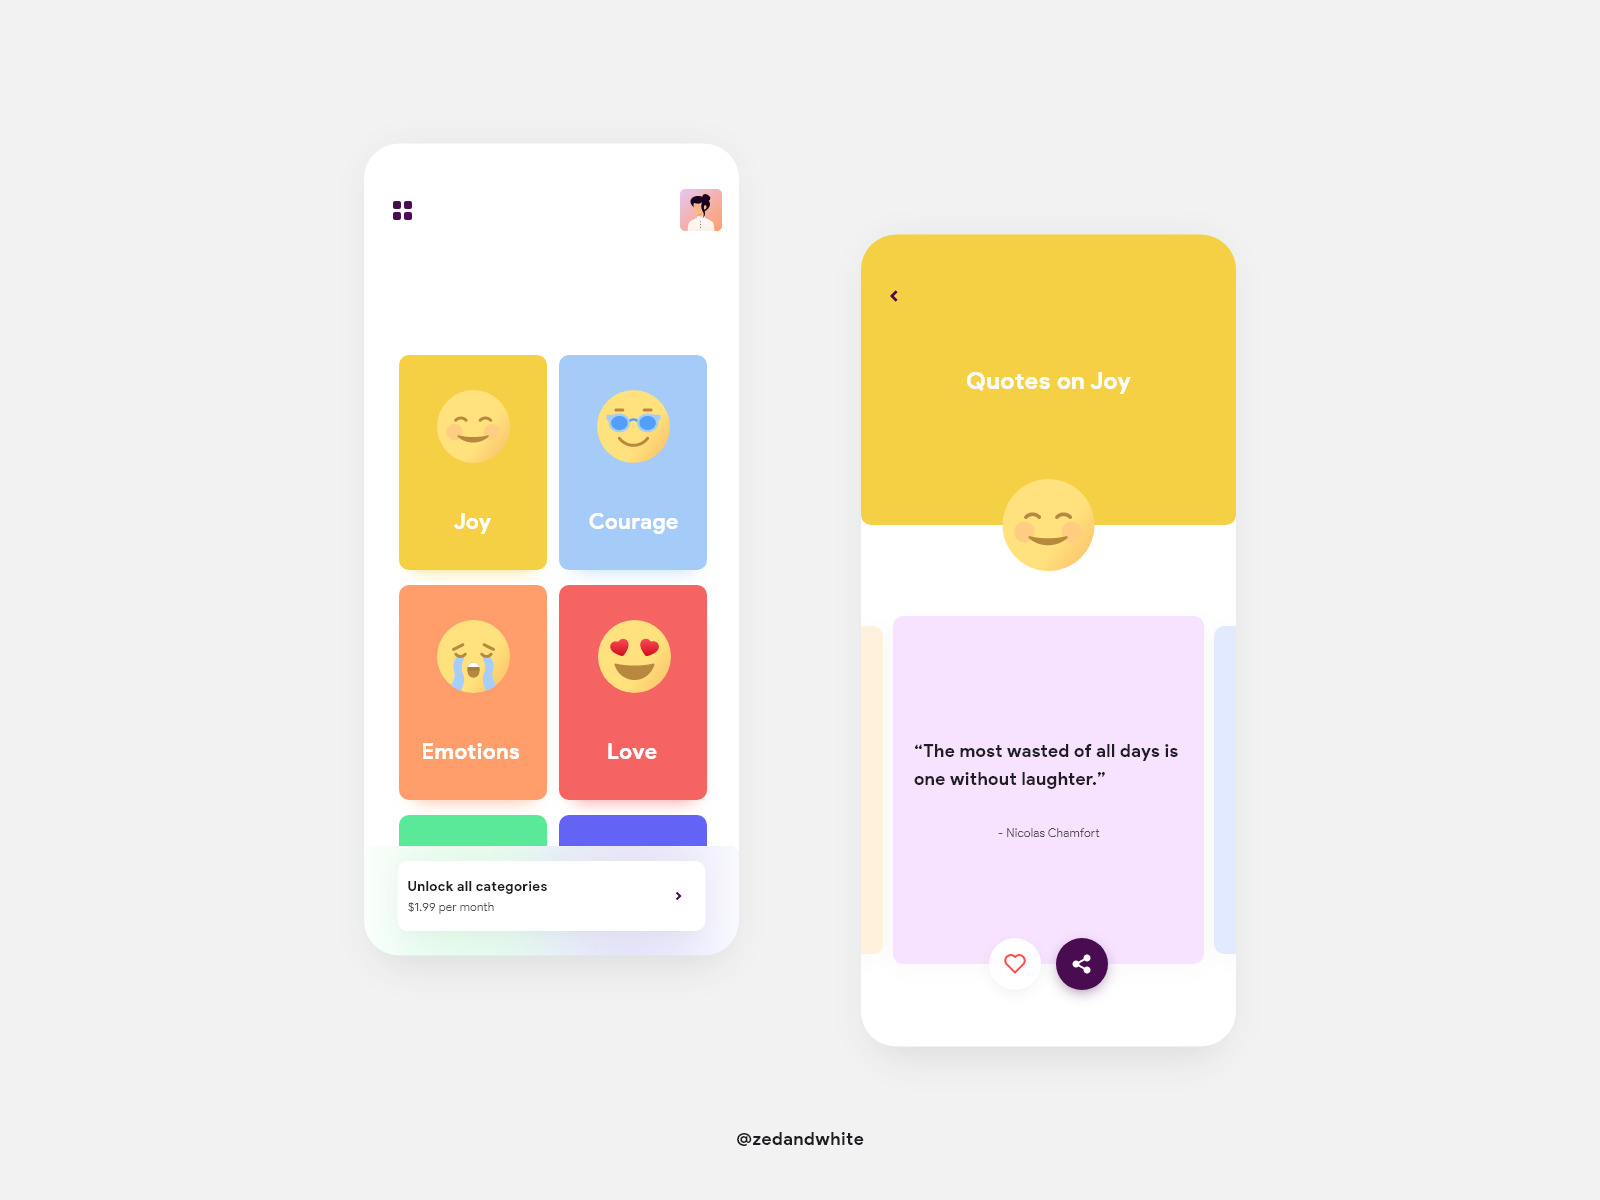 Joy
Courage
Emotions
Love
Unlock all categories
$1.99 per month
Quotes on Joy
“The most wasted of all days is
one without laughter.”
- Nicolas Chamfort
@zedandwhite